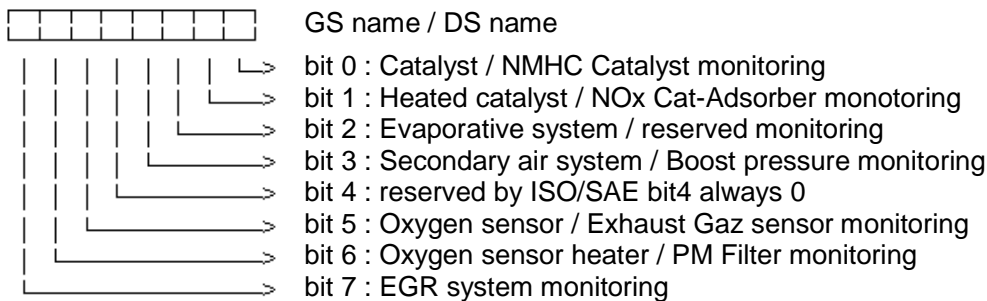 GS name / DS name
bit 0 : Catalyst / NMHC Catalyst monitoring
bit 1 : Heated catalyst / NOx Cat-Adsorber monotoring
bit 2 : Evaporative system / reserved monitoring
bit 3 : Secondary air system / Boost pressure monitoring
bit 4 : reserved by ISO/SAE bit4 always 0
bit 5 : Oxygen sensor / Exhaust Gaz sensor monitoring
bit 6 : Oxygen sensor heater / PM Filter monitoring
bit 7 : EGR system monitoring